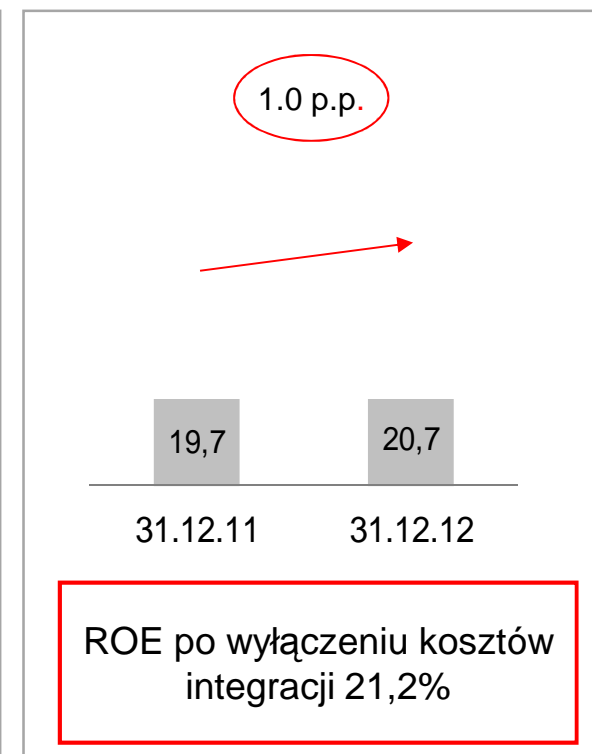 1.0 p.p.
19,7
20,7
31.12.11
31.12.12
ROE po wyłączeniu kosztów
integracji 21,2%